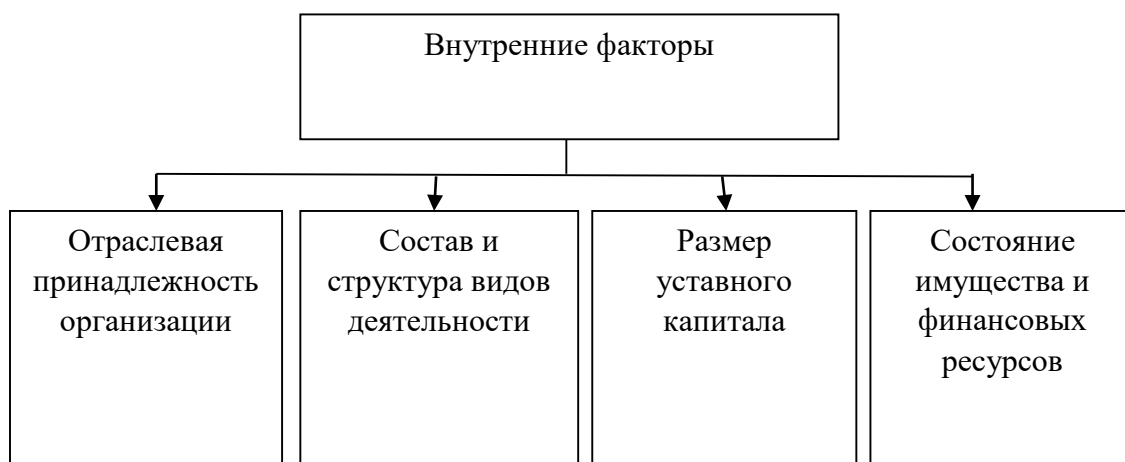 Внутренние факторы
Отраслевая
принадлежность
организации
Состав и
структура видов
деятельности
Размер
уставного
капитала
Состояние
имущества и
финансовых
ресурсов